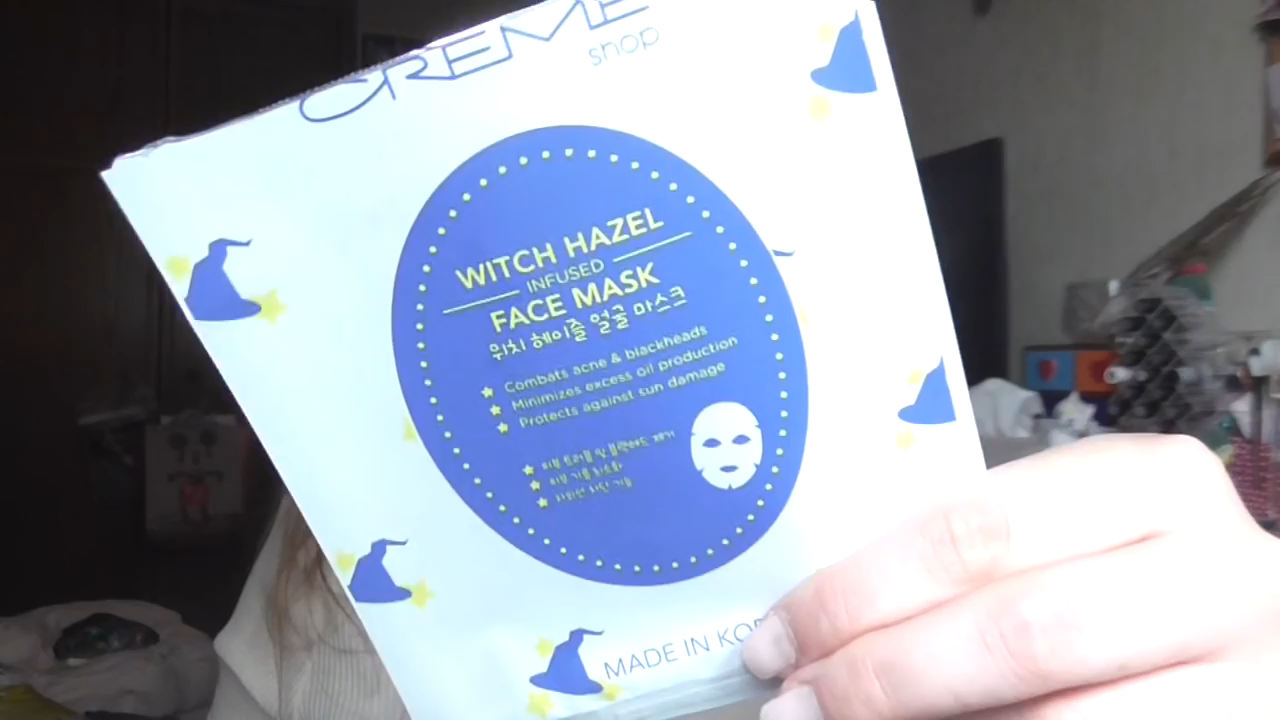 CREME
shop
WITCH HAZEL
INFUSED
FACE MASK
위치 헤이즐 얼굴 마스크
Combats acne & blackheads
Minimizes excess oil production
Protects against sun damage
MADE IN